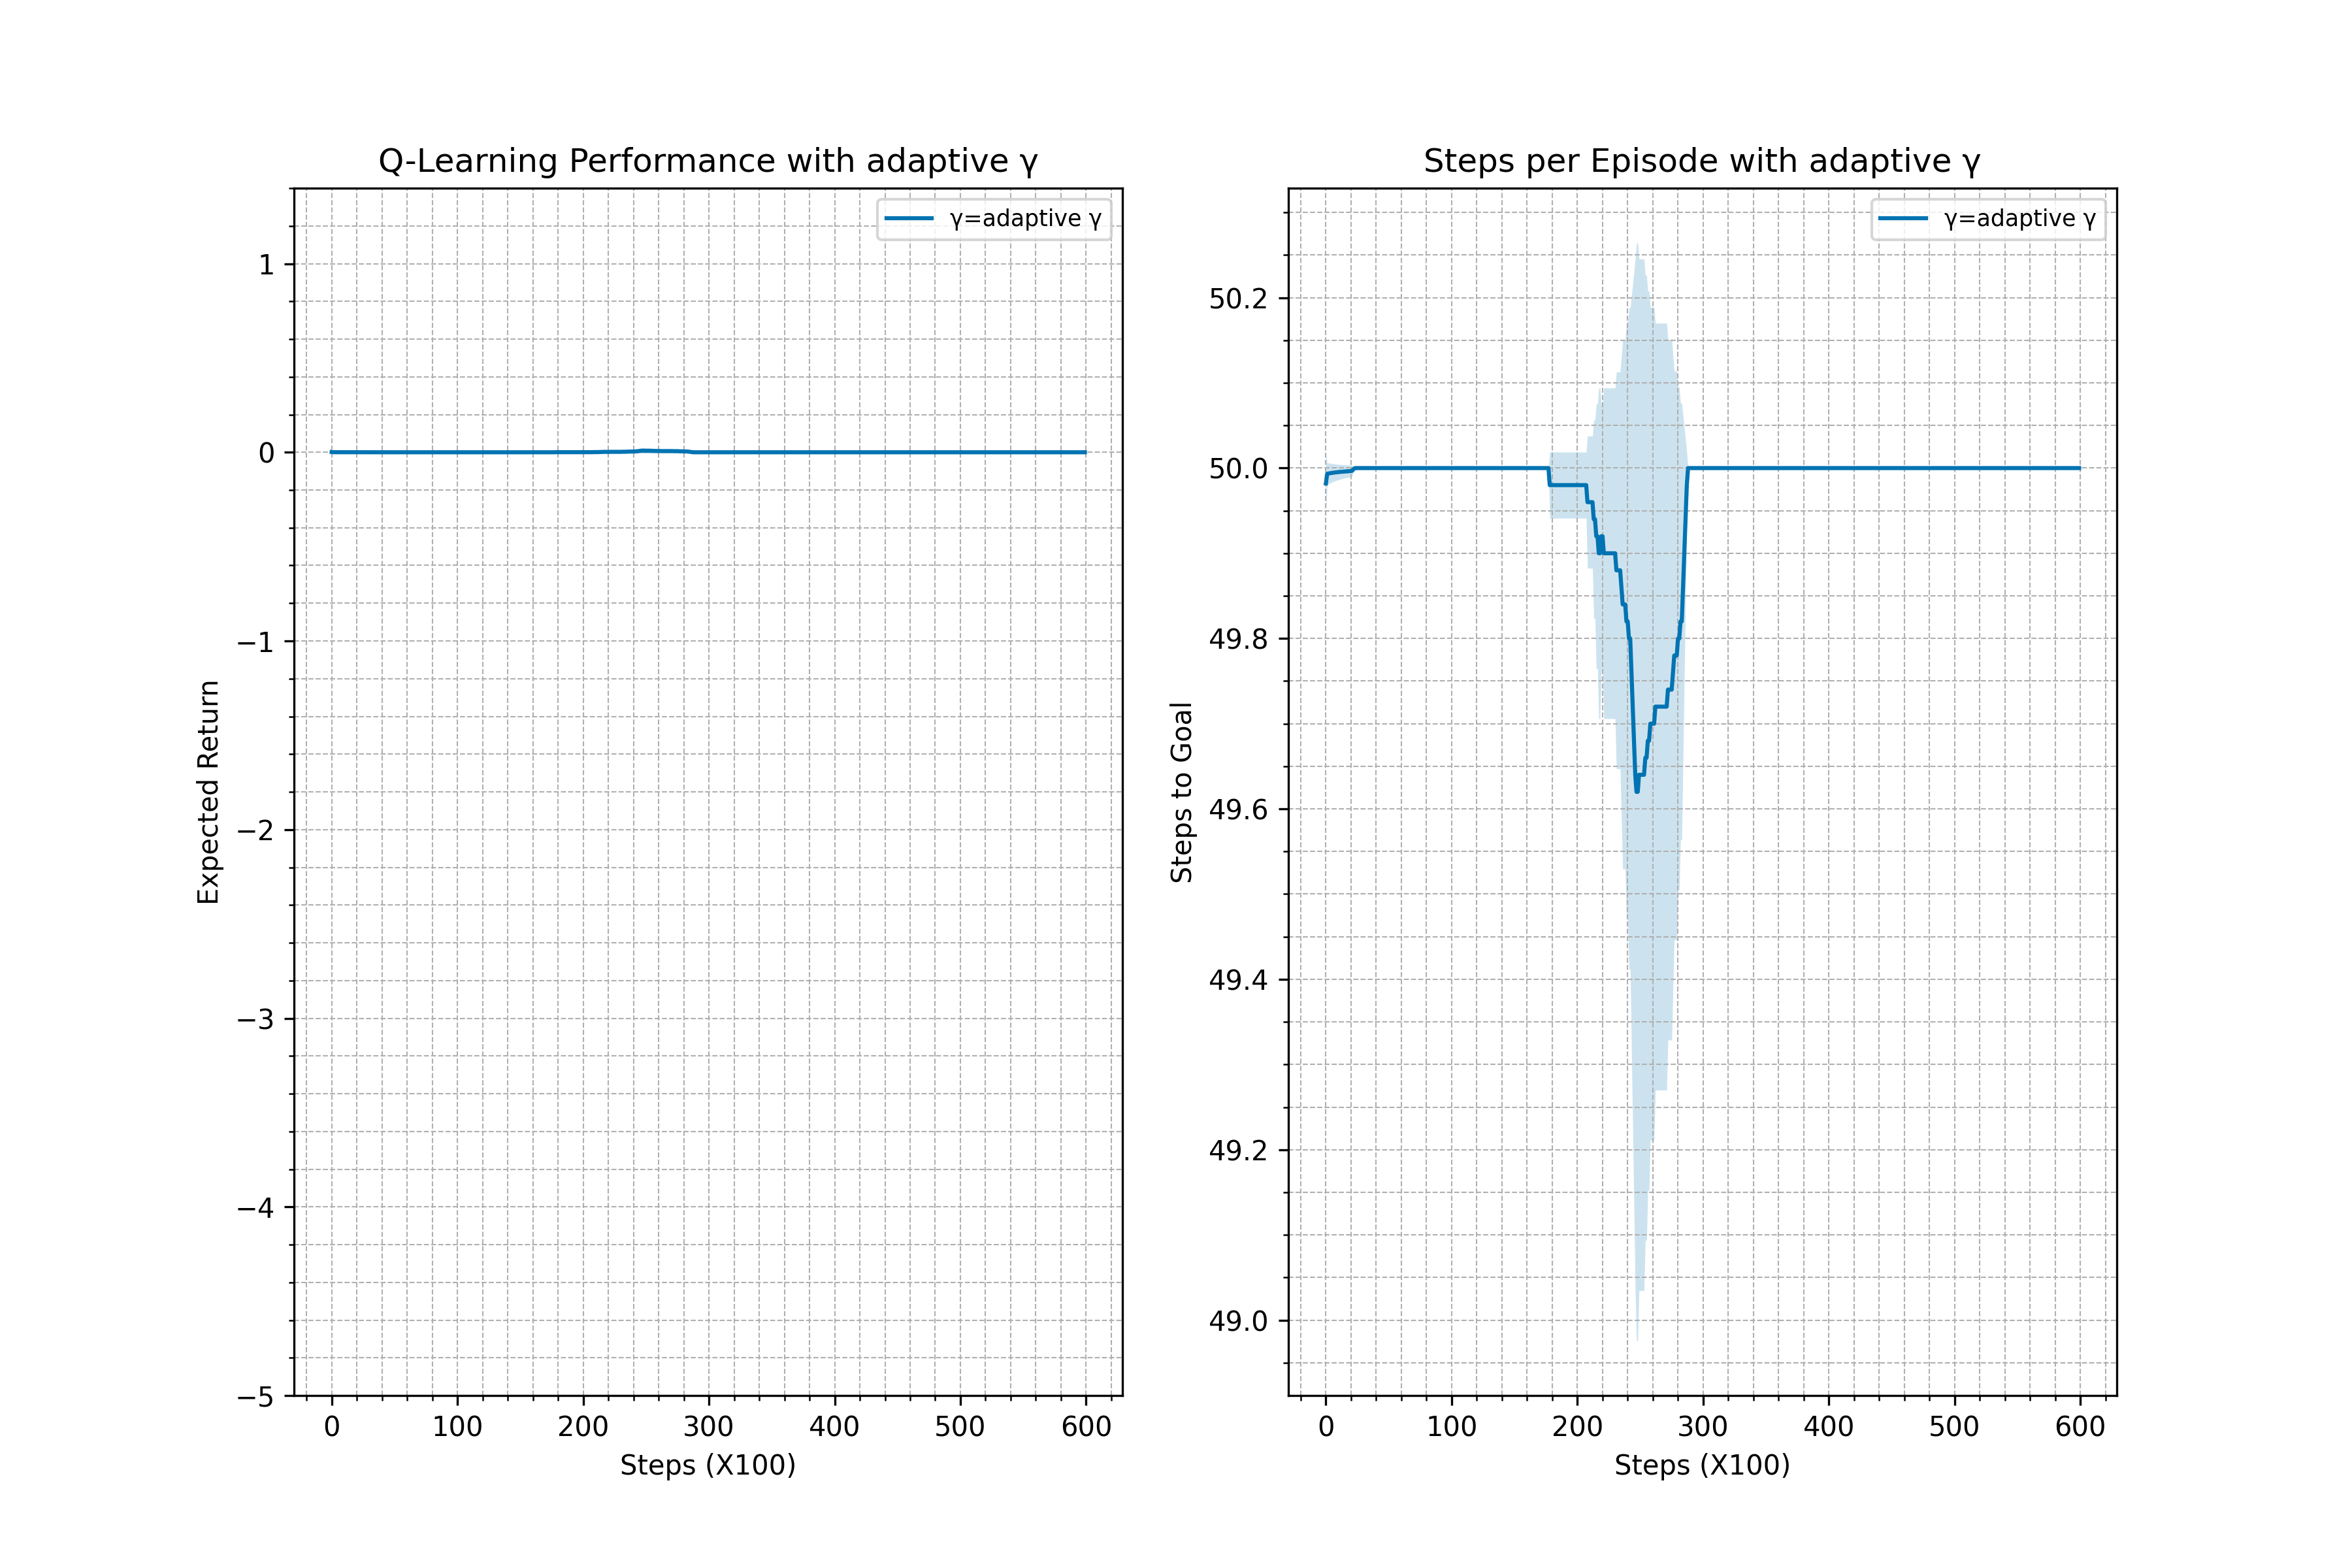 Q-Learning Performance with adaptive γ
γ=adaptive γ
1
0
−1
−2
−3
−4
−5
Expected Return
0 100 200 300 400 500 600
Steps (X100)
Steps per Episode with adaptive γ
γ=adaptive γ
50.2
50.0
49.8
49.6
49.4
49.2
49.0
Steps to Goal
0 100 200 300 400 500 600
Steps (X100)